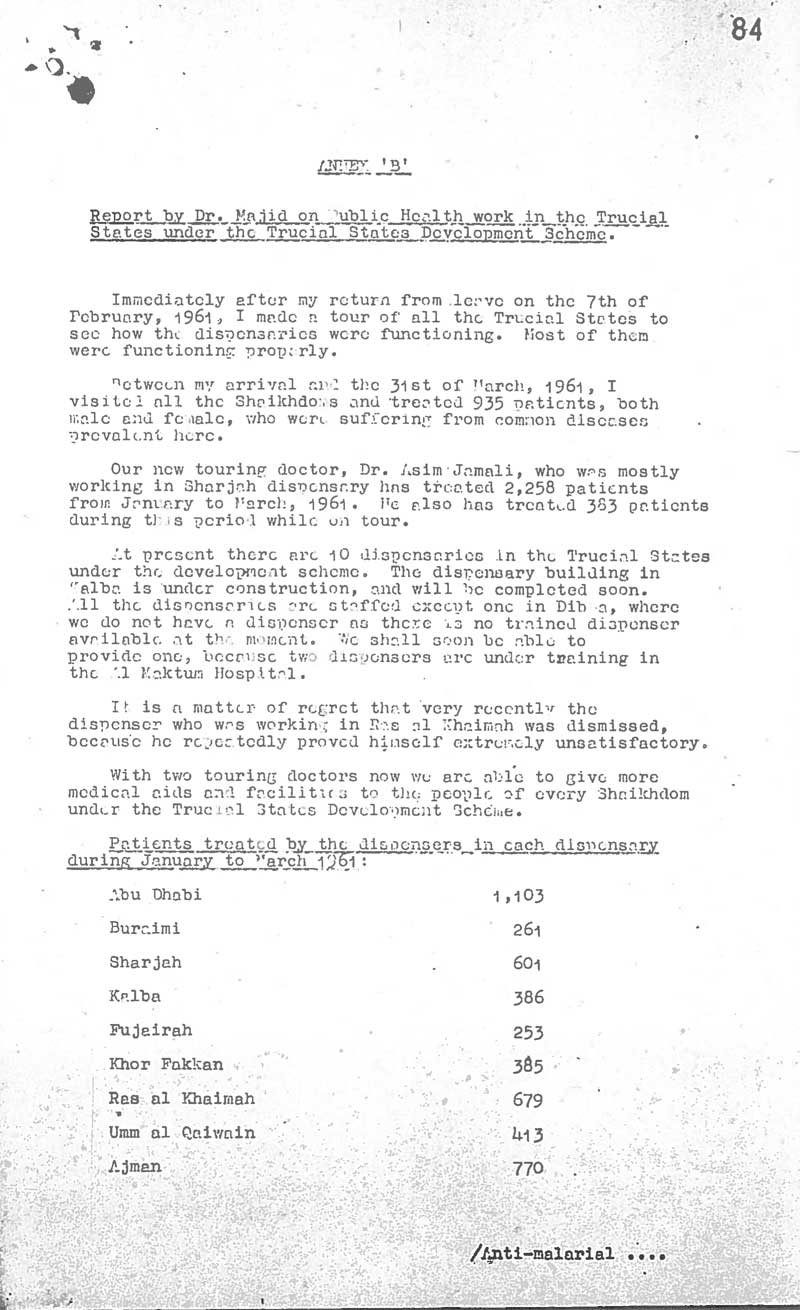 84
ANNEX 'B'
Report by Dr. Majid on Public Health work in the Trucial
States under the Trucial States Development Scheme.
Immediately after my return from leave on the 7th of
February, 1961, I made a tour of all the Trucial States to
see how the dispensaries were functioning. Most of them
were functioning properly.
Between my arrival and the 31st of March, 1961, I
visited all the Shaikhdoms and treated 935 patients, both
male and female, who were suffering from common diseases
prevalent here.
Our new touring doctor, Dr. Asim Jamali, who was mostly
working in Sharjah dispensary has treated 2,258 patients
from January to March, 1961. He also has treated 383 patients
during this period while on tour.
At present there are 10 dispensaries in the Trucial States
under the development scheme. The dispensary building in
Kalba is under construction, and will be completed soon.
All the dispensaries are staffed except one in Dibba, where
we do not have a dispenser as there is no trained dispenser
available at the moment. We shall soon be able to
provide one, because two dispensers are under training in
the Al Maktum Hospital.
It is a matter of regret that very recently the
dispenser who was working in Ras al Khaimah was dismissed,
because he repeatedly proved himself extremely unsatisfactory.
With two touring doctors now we are able to give more
medical aids and facilities to the people of every Shaikhdom
under the Trucial States Development Scheme.
Patients treated by the dispensers in each dispensary
during January to March 1961:
Abu Dhabi 1,103
Buraimi 261
Sharjah 601
Kalba 386
Fujairah 253
Khor Fakkan 385
Ras al Khaimah 679
Umm al Qaiwain 413
Ajman 770
/Anti-malarial ....